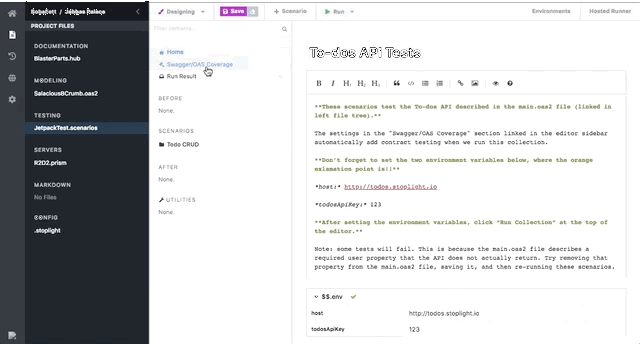 PROJECT FILES
DOCUMENTATION
BlasterParts.hub
MODELING
SalaciousBCrumb.oas2
TESTING
JetpackTest.scenarios
SERVERS
R2D2.prism
MARKDOWN
No Files
CONFIG
.stoplight
Designing
Save
+ Scenario
Run
Environments
Hosted Runner
Home
Swagger/OAS Coverage
Run Result
BEFORE
None.
SCENARIOS
Todo CRUD
AFTER
None.
UTILITIES
None.
To-dos API Tests
B I H1 H2 H3
**These scenarios test the To-dos API described in the main.oas2 file (linked in
left file tree).**
The settings in the "Swagger/OAS Coverage" section linked in the editor sidebar
automatically add contract testing when we run this collection.
**Don't forget to set the two environment variables below, where the orange
exlamation point is!!**
*host:* http://todos.stoplight.io
*todosApiKey:* 123
**After setting the environment variables, click "Run Collection" at the top of
the editor.**
Note: some tests will fail. This is because the main.oas2 file describes a
required user property that the API does not actually return. Try removing that
property from the main.oas2 file, saving it, and then re-running these scenarios.
$$.env
host
http://todos.stoplight.io
todosApiKey
123